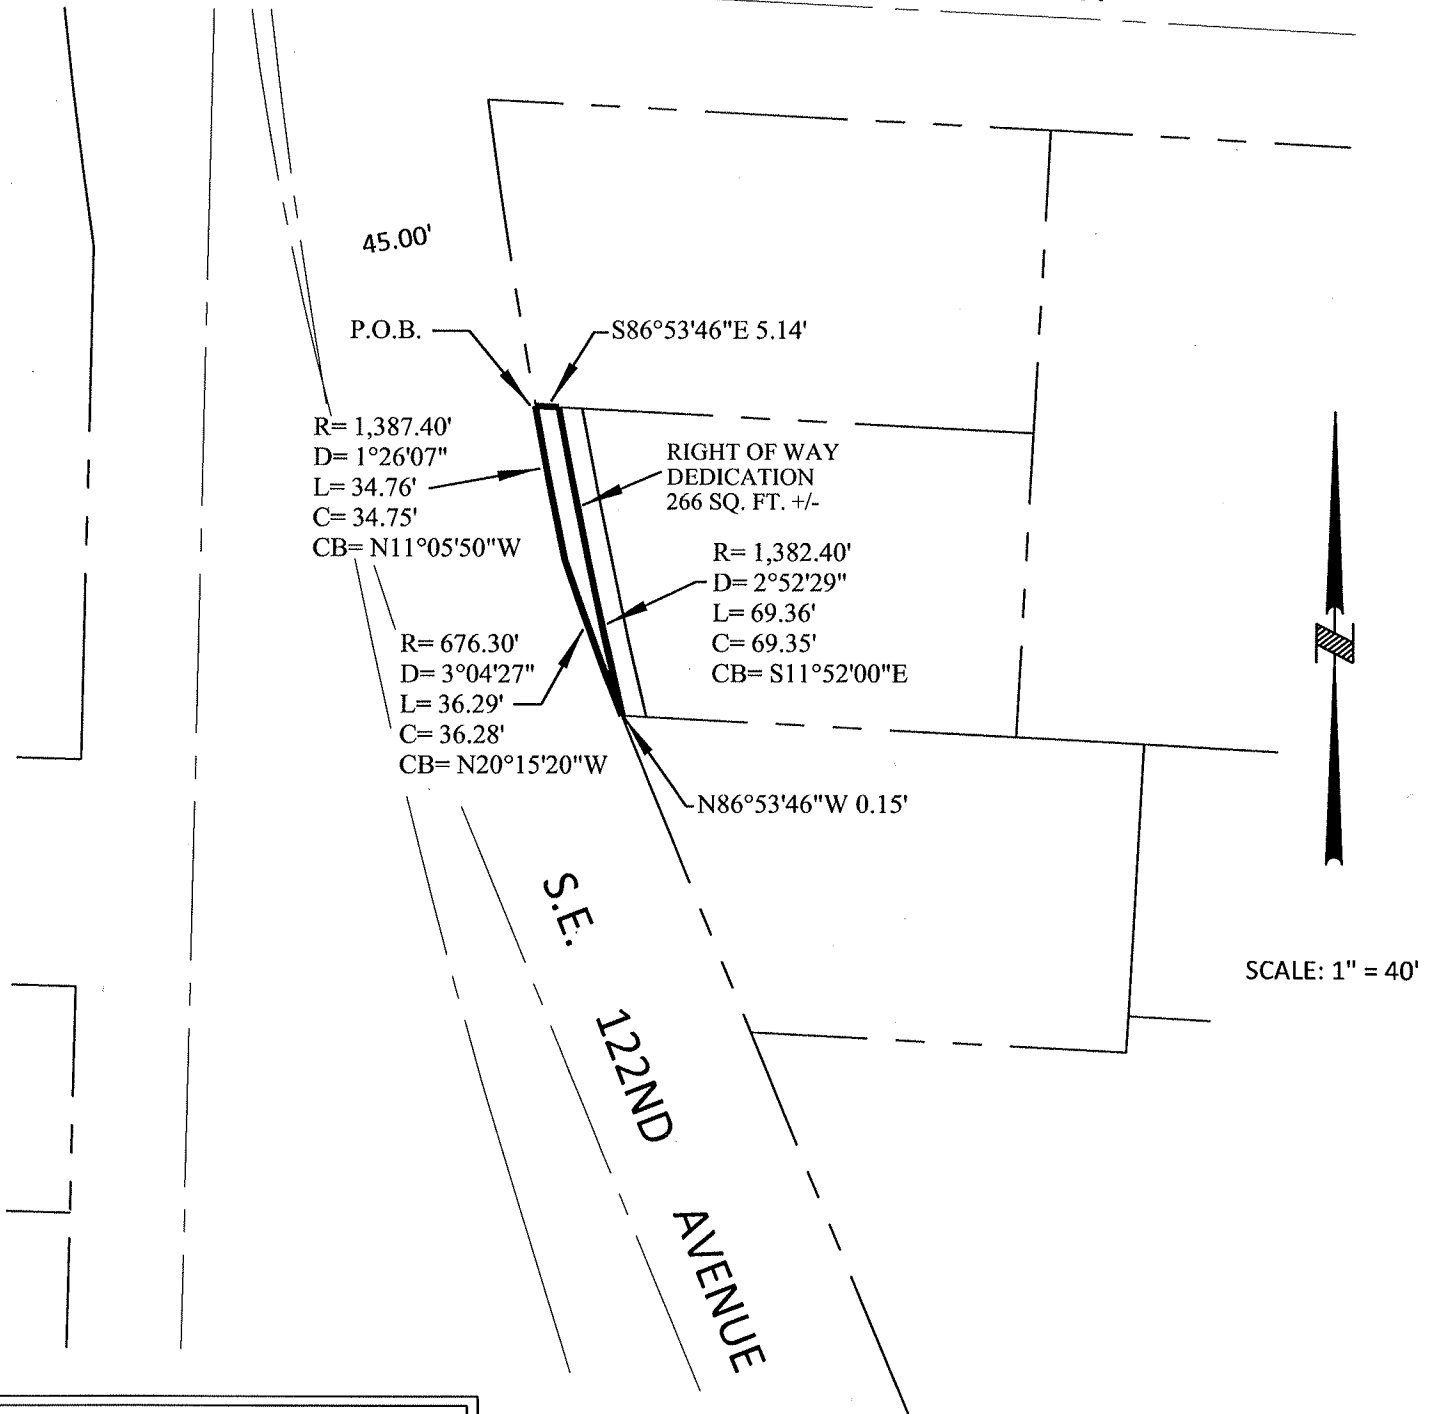 45.00'
P.O.B.
S86°53'46"E 5.14'
R= 1,387.40'
D= 1°26'07"
L= 34.76'
C= 34.75'
CB= N11°05'50"W
RIGHT OF WAY
DEDICATION
266 SQ. FT. +/-
R= 1,382.40'
D= 2°52'29"
L= 69.36'
C= 69.35'
CB= S11°52'00"E
R= 676.30'
D= 3°04'27"
L= 36.29'
C= 36.28'
CB= N20°15'20"W
N86°53'46"W 0.15'
N
SCALE: 1" = 40'
S.E. 122ND AVENUE